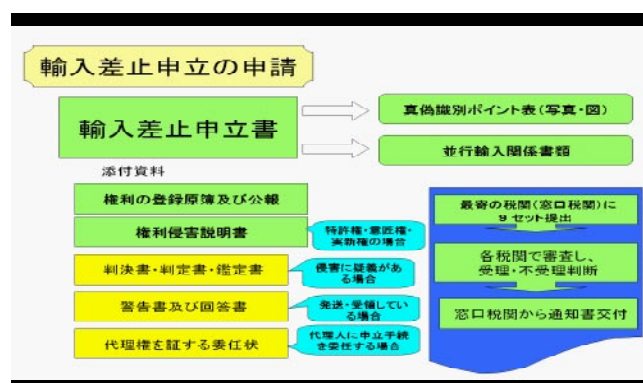 輸入差止申立の申請
輸入差止申立書
真偽識別ポイント表(写真・図)
並行輸入関係書類
添付資料
権利の登録原簿及び公報
権利侵害説明書
特許権・意匠権・
実新権の場合
判決書・判定書・鑑定書
侵害に疑義があ
る場合
警告書及び回答書
発送・受領してい
る場合
代理権を証する委任状
代理人に申立手続
を委任する場合
最寄の税関(窓口税関)に
9セット提出
各税関で審査し、
受理・不受理判断
窓口税関から通知書交付